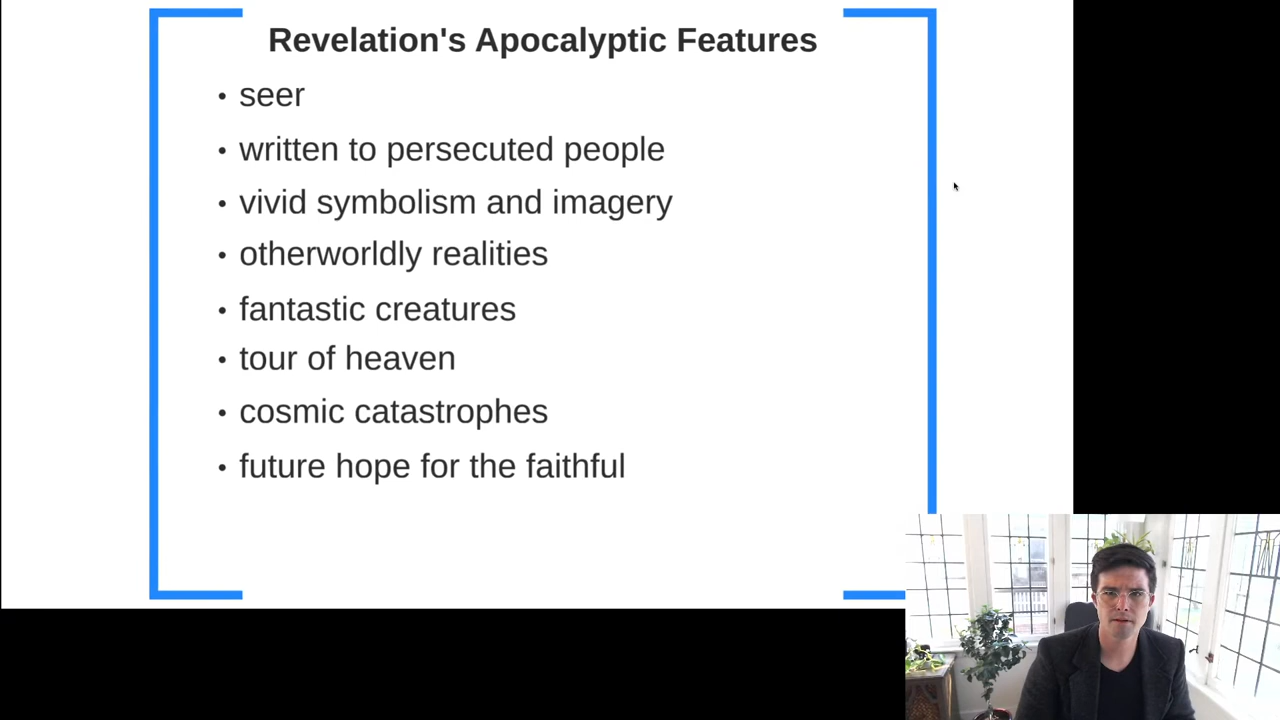 Revelation's Apocalyptic Features
• seer
• written to persecuted people
• vivid symbolism and imagery
• otherworldly realities
• fantastic creatures
• tour of heaven
• cosmic catastrophes
• future hope for the faithful